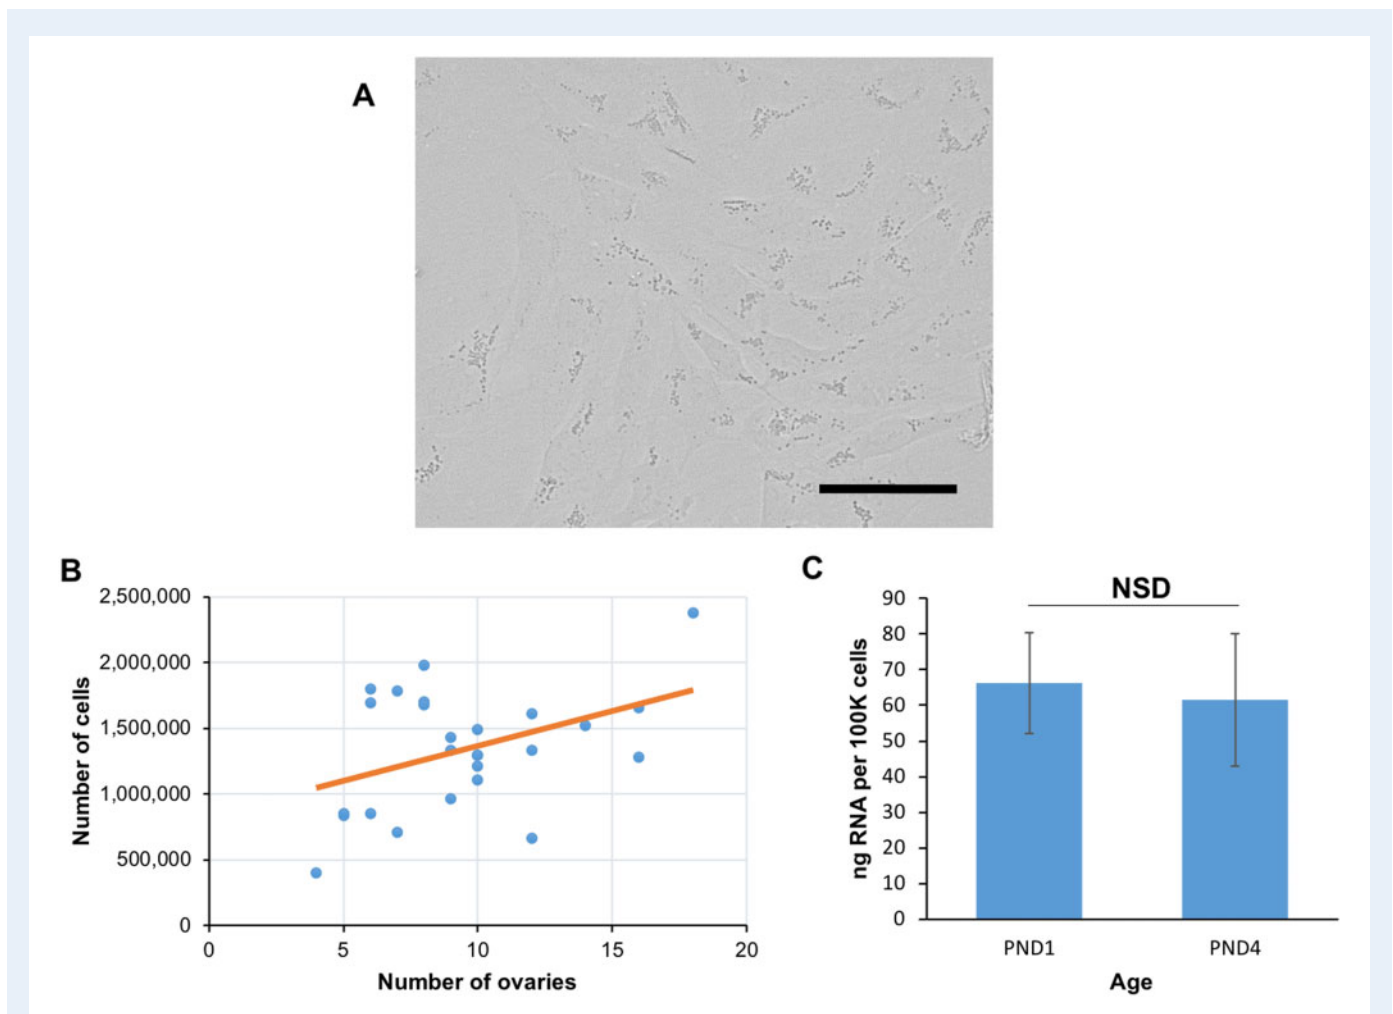 A
B
Number of cells
2,500,000
2,000,000
1,500,000
1,000,000
500,000
0
0 5 10 15 20
Number of ovaries
C
NSD
ng RNA per 100K cells
90
80
70
60
50
40
30
20
10
0
PND1 PND4
Age